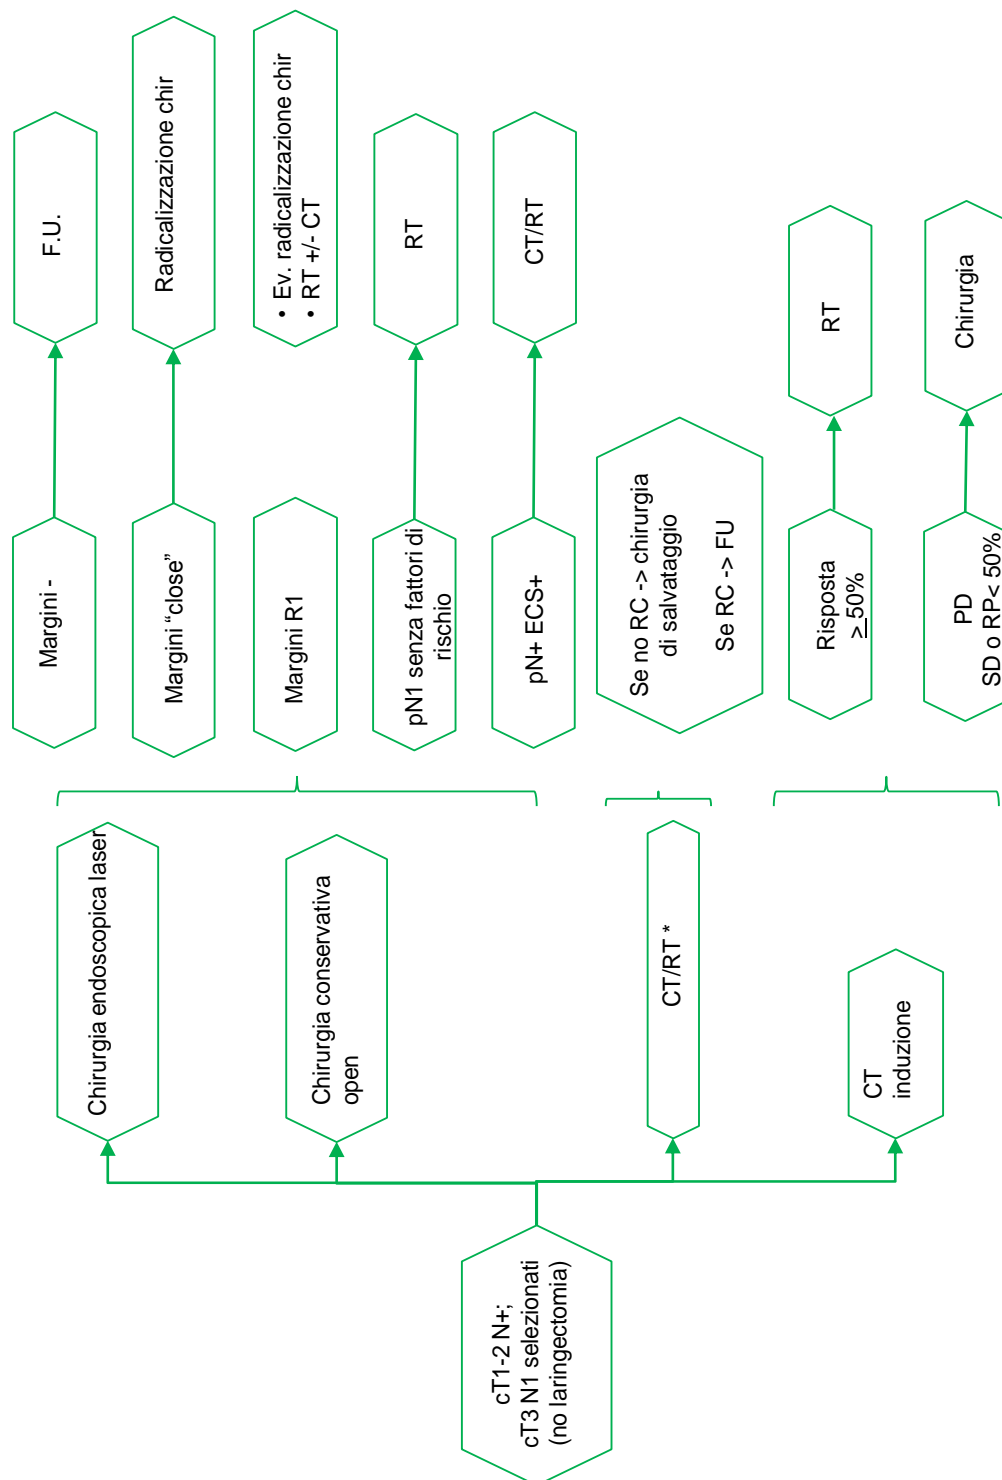 cT1-2 N+;
cT3 N1 selezionati
(no laringectomia)
Chirurgia endoscopica laser
Chirurgia conservativa
open
CT/RT *
CT
induzione
Margini -
Margini “close”
Margini R1
pN1 senza fattori di
rischio
pN+ ECS+
Se no RC -> chirurgia
di salvataggio
Se RC -> FU
Risposta
≥ 50%
PD
SD o RP< 50%
F.U.
Radicalizzazione chir
• Ev. radicalizzazione chir
• RT +/- CT
RT
CT/RT
RT
Chirurgia